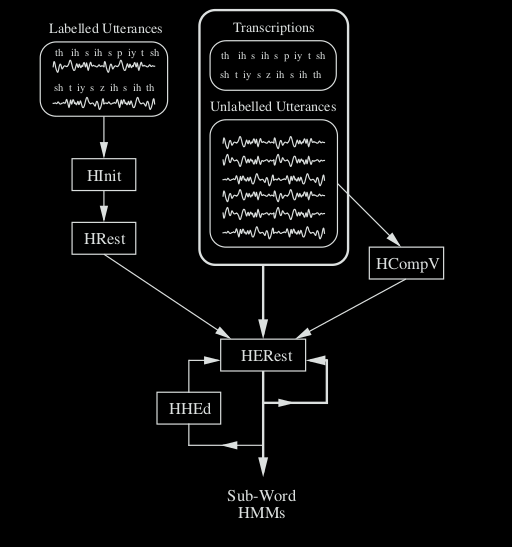 Labelled Utterances
th ih s ih s p iy t sh
sh t iy s z ih s ih th
Transcriptions
th ih s ih s p iy t sh
sh t iy s z ih s ih th
Unlabelled Utterances
HInit
HRest
HCompV
HERest
HHEd
Sub-Word
HMMs